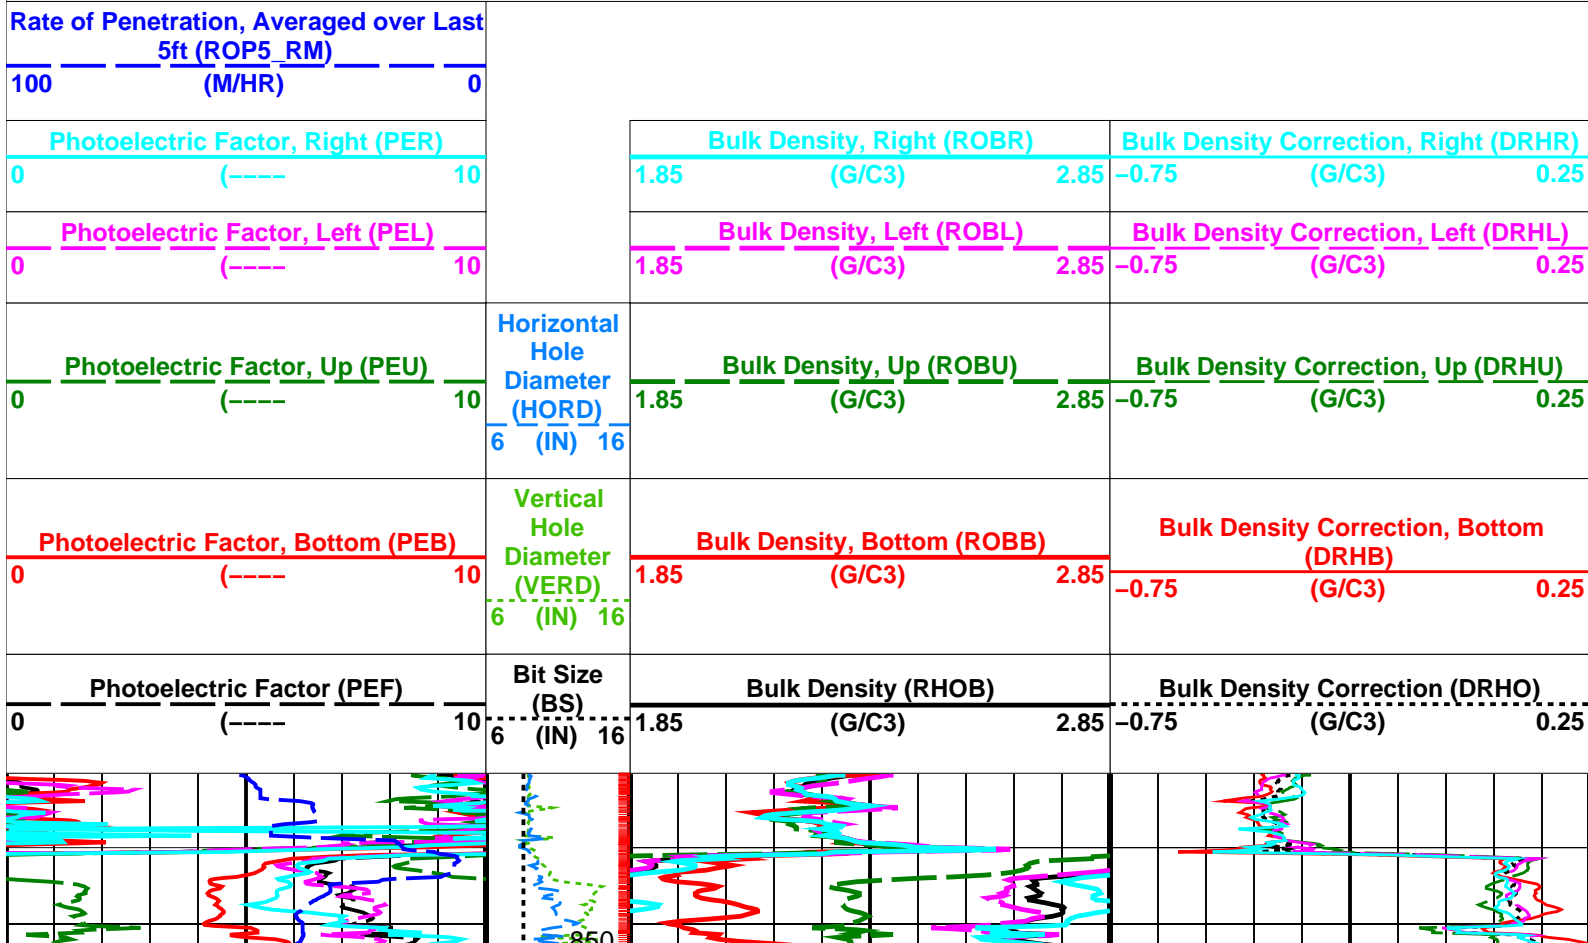 Rate of Penetration, Averaged over Last
5ft (ROP5_RM)
100 (M/HR) 0
Photoelectric Factor, Right (PER)
0 (---- 10
Bulk Density, Right (ROBR)
1.85 (G/C3) 2.85
Bulk Density Correction, Right (DRHR)
−0.75 (G/C3) 0.25
Photoelectric Factor, Left (PEL)
0 (---- 10
Bulk Density, Left (ROBL)
1.85 (G/C3) 2.85
Bulk Density Correction, Left (DRHL)
−0.75 (G/C3) 0.25
Photoelectric Factor, Up (PEU)
0 (---- 10
Horizontal
Hole
Diameter
(HORD)
6 (IN) 16
Bulk Density, Up (ROBU)
1.85 (G/C3) 2.85
Bulk Density Correction, Up (DRHU)
−0.75 (G/C3) 0.25
Photoelectric Factor, Bottom (PEB)
0 (---- 10
Vertical
Hole
Diameter
(VERD)
6 (IN) 16
Bulk Density, Bottom (ROBB)
1.85 (G/C3) 2.85
Bulk Density Correction, Bottom
(DRHB)
−0.75 (G/C3) 0.25
Photoelectric Factor (PEF)
0 (---- 10
Bit Size
(BS)
6 (IN) 16
Bulk Density (RHOB)
1.85 (G/C3) 2.85
Bulk Density Correction (DRHO)
−0.75 (G/C3) 0.25
850